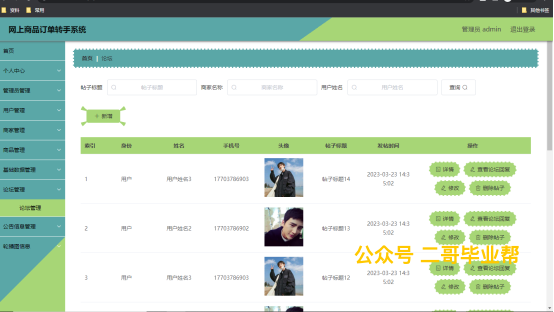 资料 常用 其他书签
网上商品订单转手系统 管理员 admin 退出登录
首页
个人中心
管理员管理
用户管理
商家管理
商品管理
基础数据管理
论坛管理
论坛管理
公告信息管理
轮播图信息
首页 论坛
帖子标题 帖子标题 商家名称 商家名称 用户姓名 用户姓名 查询
+ 新增
索引 身份 姓名 手机号 头像 帖子标题 发帖时间 操作
1 用户 用户姓名3 17703786903 帖子标题14 2023-03-23 14:3
5:02
详情 查看论坛回复
修改 删除帖子
2 用户 用户姓名2 17703786902 帖子标题13 2023-03-23 14:3
5:02
详情 查看论坛回复
修改 删除帖子
3 用户 用户姓名3 17703786903 帖子标题12 2023-03-23 14:3
5:02
详情 查看论坛回复
修改 删除帖子
公众号 二哥毕业帮